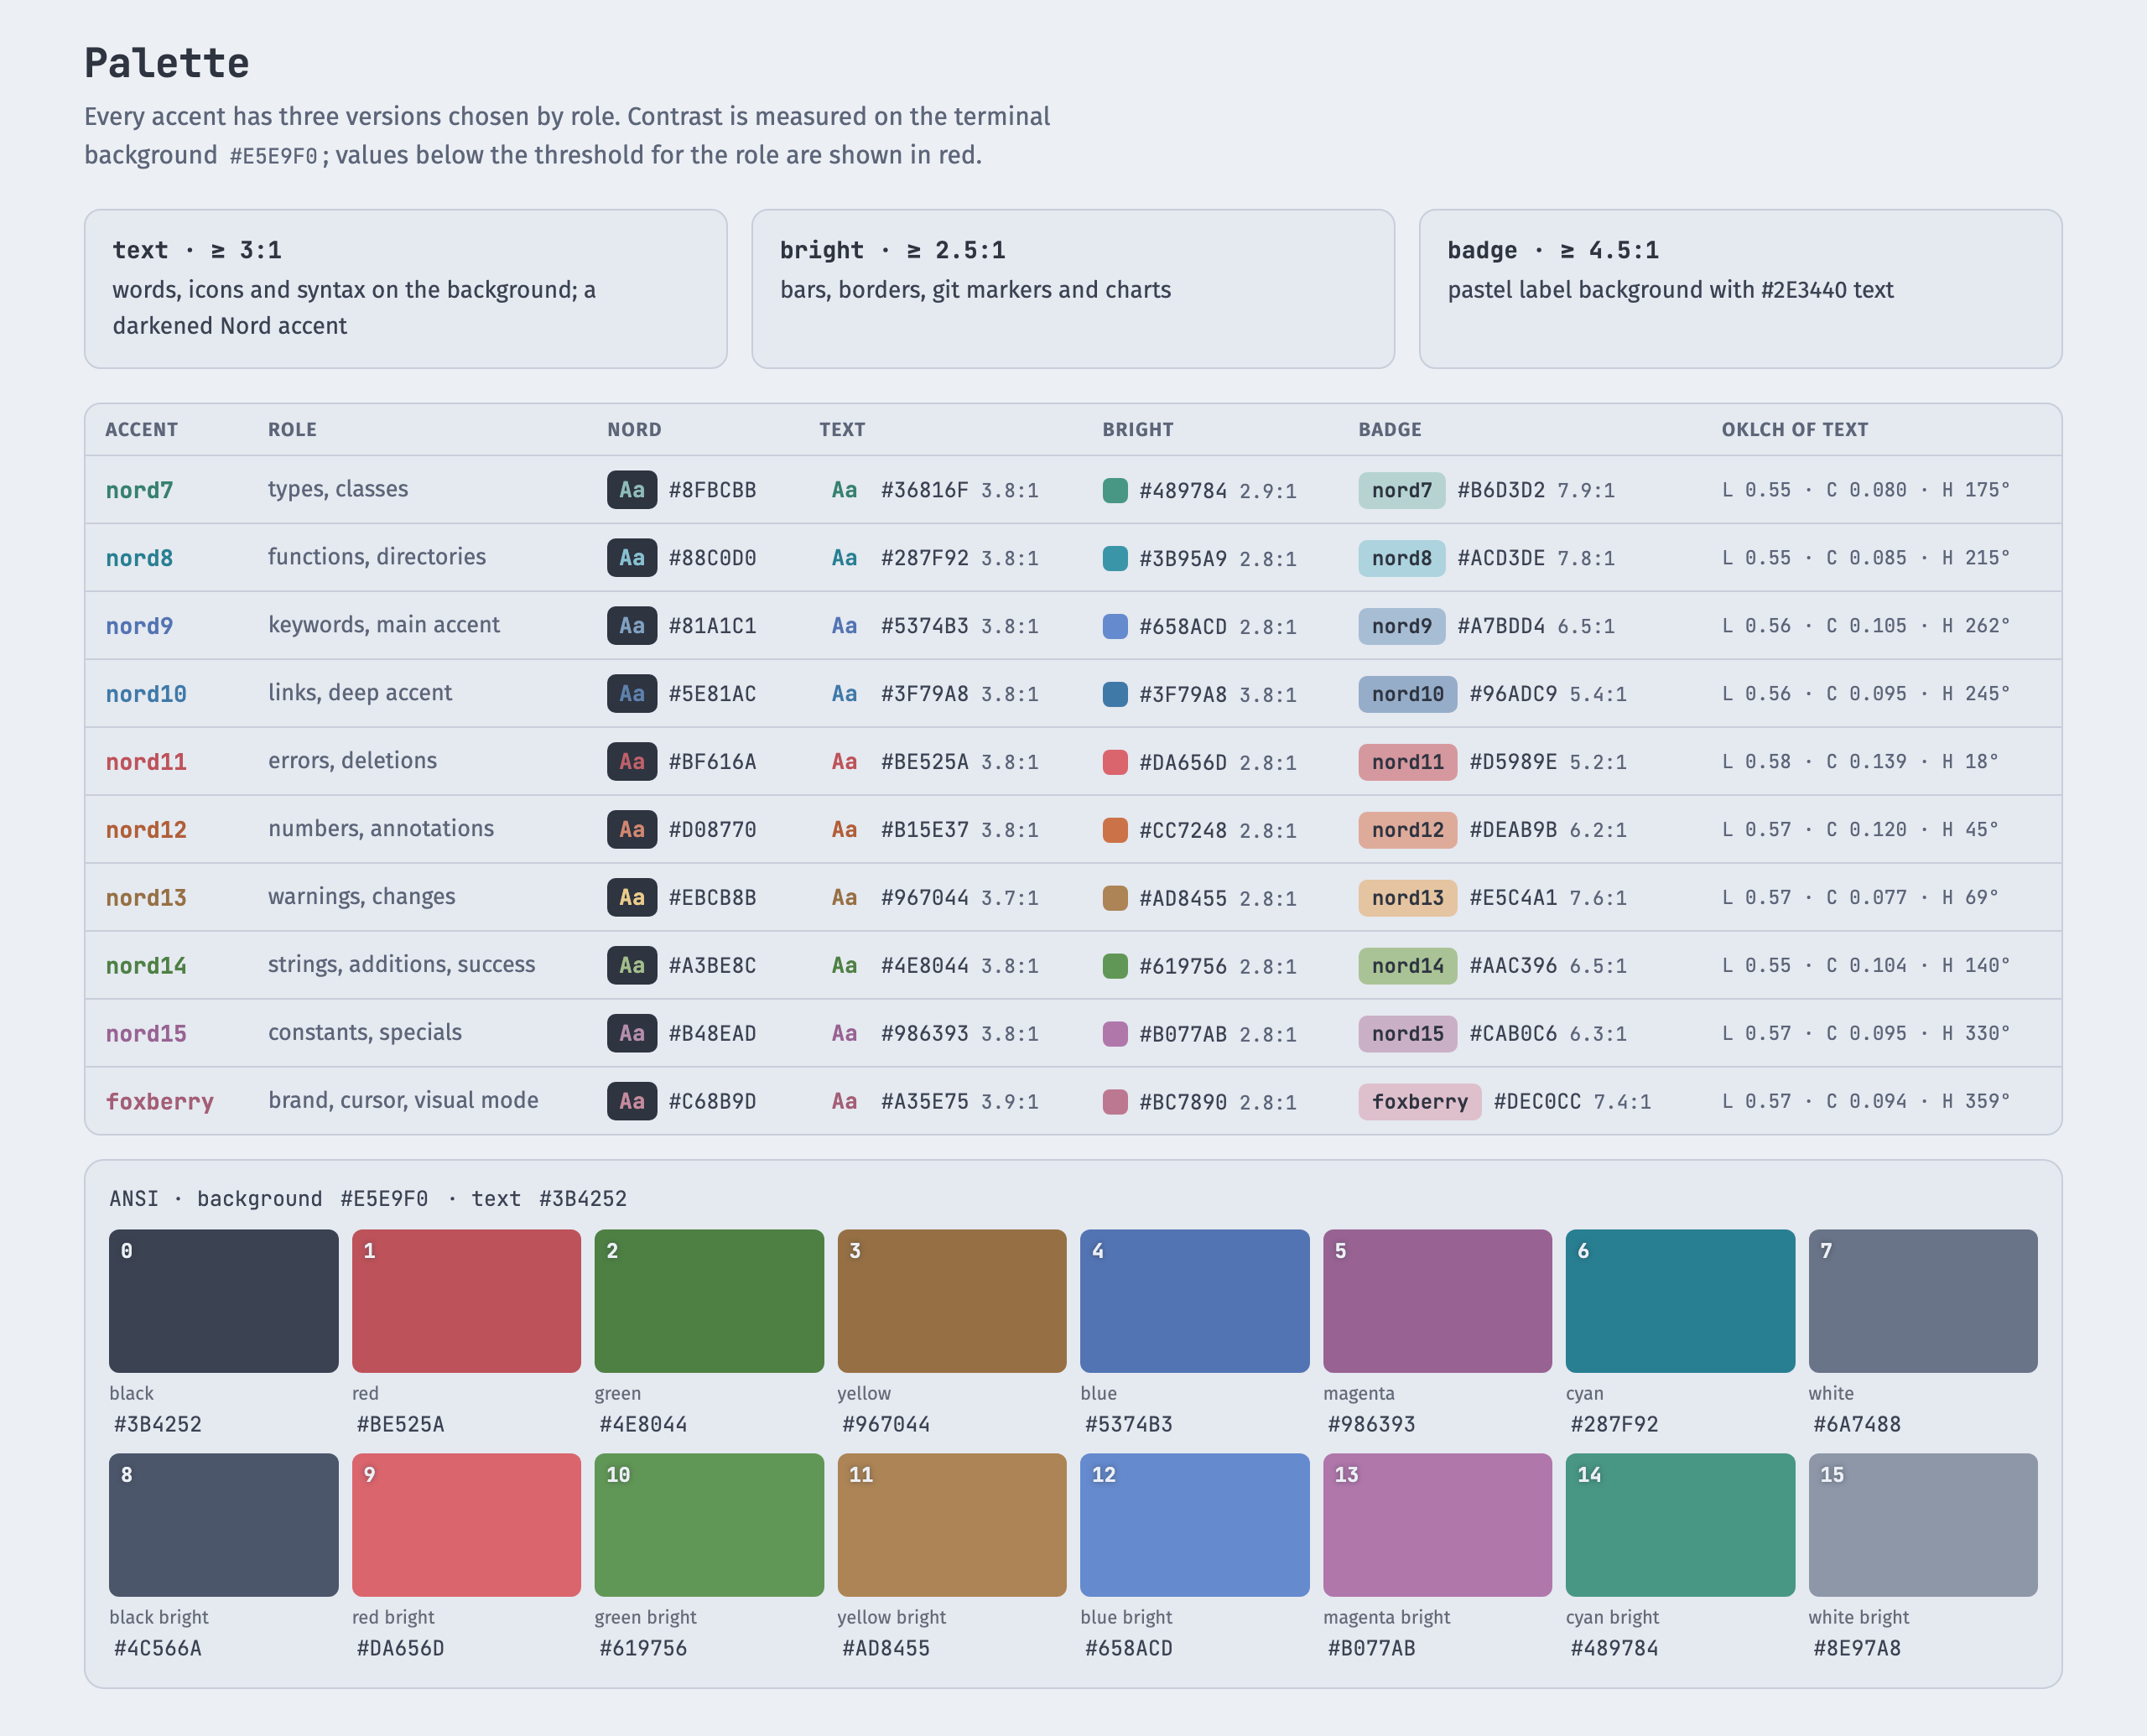 Palette
Every accent has three versions chosen by role. Contrast is measured on the terminal
background #E5E9F0; values below the threshold for the role are shown in red.
text · ≥ 3:1
words, icons and syntax on the background; a
darkened Nord accent
bright · ≥ 2.5:1
bars, borders, git markers and charts
badge · ≥ 4.5:1
pastel label background with #2E3440 text
ACCENT ROLE NORD TEXT BRIGHT BADGE OKLCH OF TEXT
nord7 types, classes Aa #8FBCBB Aa #36816F 3.8:1 #489784 2.9:1 nord7 #B6D3D2 7.9:1 L 0.55 · C 0.080 · H 175°
nord8 functions, directories Aa #88C0D0 Aa #287F92 3.8:1 #3B95A9 2.8:1 nord8 #ACD3DE 7.8:1 L 0.55 · C 0.085 · H 215°
nord9 keywords, main accent Aa #81A1C1 Aa #5374B3 3.8:1 #658ACD 2.8:1 nord9 #A7BDD4 6.5:1 L 0.56 · C 0.105 · H 262°
nord10 links, deep accent Aa #5E81AC Aa #3F79A8 3.8:1 #3F79A8 3.8:1 nord10 #96ADC9 5.4:1 L 0.56 · C 0.095 · H 245°
nord11 errors, deletions Aa #BF616A Aa #BE525A 3.8:1 #DA656D 2.8:1 nord11 #D5989E 5.2:1 L 0.58 · C 0.139 · H 18°
nord12 numbers, annotations Aa #D08770 Aa #B15E37 3.8:1 #CC7248 2.8:1 nord12 #DEAB9B 6.2:1 L 0.57 · C 0.120 · H 45°
nord13 warnings, changes Aa #EBCB8B Aa #967044 3.7:1 #AD8455 2.8:1 nord13 #E5C4A1 7.6:1 L 0.57 · C 0.077 · H 69°
nord14 strings, additions, success Aa #A3BE8C Aa #4E8044 3.8:1 #619756 2.8:1 nord14 #AAC396 6.5:1 L 0.55 · C 0.104 · H 140°
nord15 constants, specials Aa #B48EAD Aa #986393 3.8:1 #B077AB 2.8:1 nord15 #CAB0C6 6.3:1 L 0.57 · C 0.095 · H 330°
foxberry brand, cursor, visual mode Aa #C68B9D Aa #A35E75 3.9:1 #BC7890 2.8:1 foxberry #DEC0CC 7.4:1 L 0.57 · C 0.094 · H 359°
ANSI · background #E5E9F0 · text #3B4252
0 1 2 3 4 5 6 7
black red green yellow blue magenta cyan white
#3B4252 #BE525A #4E8044 #967044 #5374B3 #986393 #287F92 #6A7488
8 9 10 11 12 13 14 15
black bright red bright green bright yellow bright blue bright magenta bright cyan bright white bright
#4C566A #DA656D #619756 #AD8455 #658ACD #B077AB #489784 #8E97A8